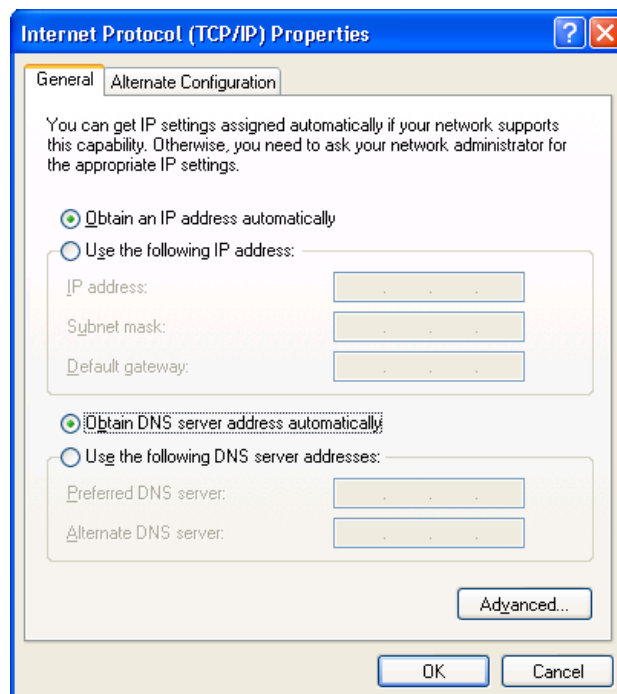 Internet Protocol (TCP/IP) Properties
General
Alternate Configuration
You can get IP settings assigned automatically if your network supports
this capability. Otherwise, you need to ask your network administrator for
the appropriate IP settings.
Obtain an IP address automatically
Use the following IP address:
IP address:
Subnet mask:
Default gateway:
Obtain DNS server address automatically
Use the following DNS server addresses:
Preferred DNS server:
Alternate DNS server:
Advanced...
OK
Cancel